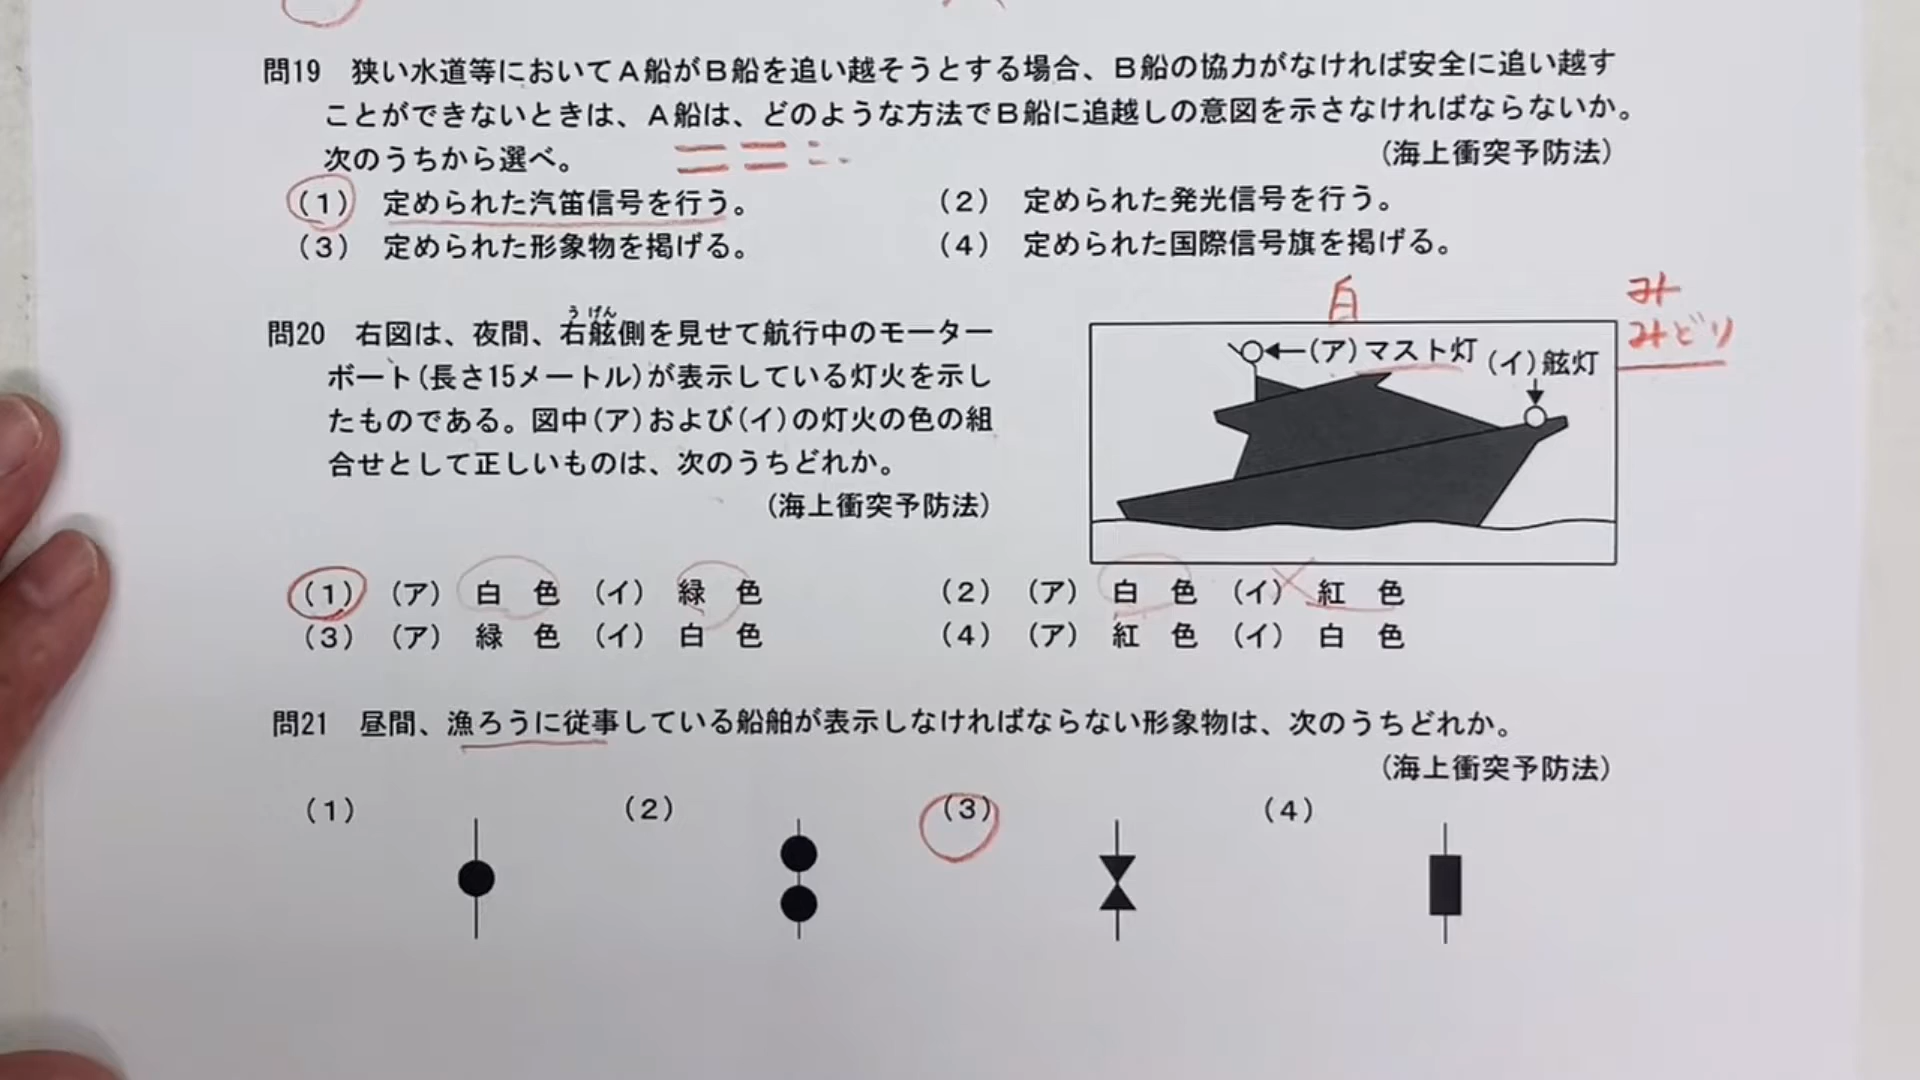 問19 狭い水道等においてA船がB船を追い越そうとする場合、B船の協力がなければ安全に追い越す
ことができないときは、A船は、どのような方法でB船に追越しの意図を示さなければならないか。
次のうちから選べ。
(海上衝突予防法)
(1) 定められた汽笛信号を行う。 (2) 定められた発光信号を行う。
(3) 定められた形象物を掲げる。 (4) 定められた国際信号旗を掲げる。
うげん
問20 右図は、夜間、右舷側を見せて航行中のモーター
ボート(長さ15メートル)が表示している灯火を示し
たものである。図中(ア)および(イ)の灯火の色の組
合せとして正しいものは、次のうちどれか。
(海上衝突予防法)
白
み
みどり
(ア)マスト灯
(イ)舷灯
(1) (ア) 白 色 (イ) 緑 色 (2) (ア) 白 色 (イ) 紅 色
(3) (ア) 緑 色 (イ) 白 色 (4) (ア) 紅 色 (イ) 白 色
問21 昼間、漁ろうに従事している船舶が表示しなければならない形象物は、次のうちどれか。
(海上衝突予防法)
(1) (2) (3) (4)